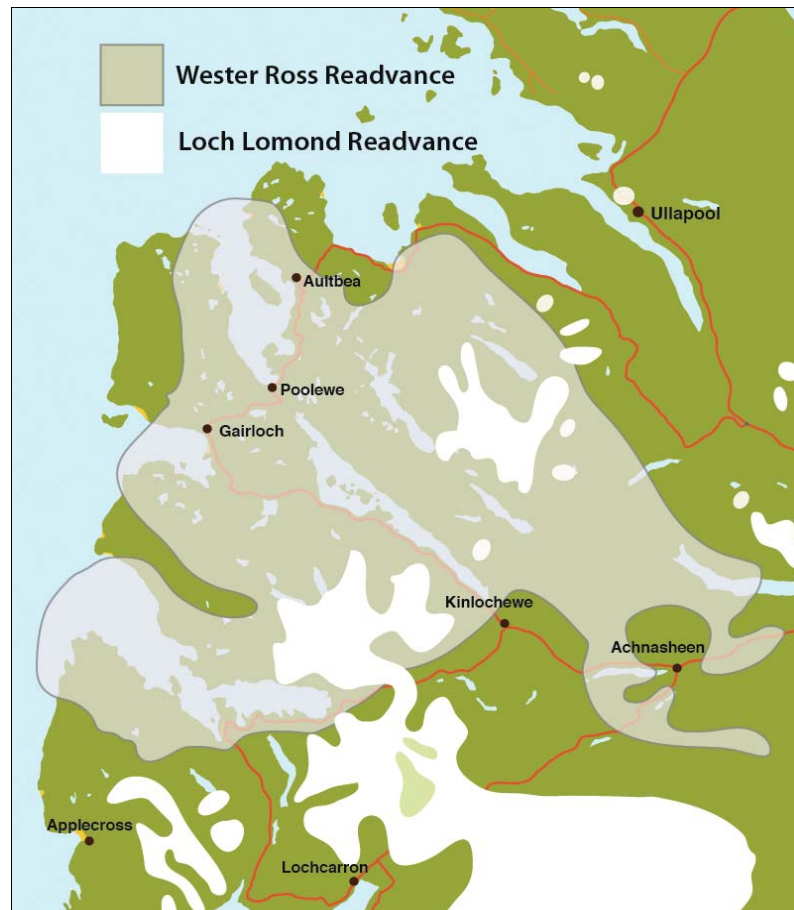 Wester Ross Readvance
Loch Lomond Readvance
Ullapool
Aultbea
Poolewe
Gairloch
Kinlochewe
Achnasheen
Applecross
Lochcarron